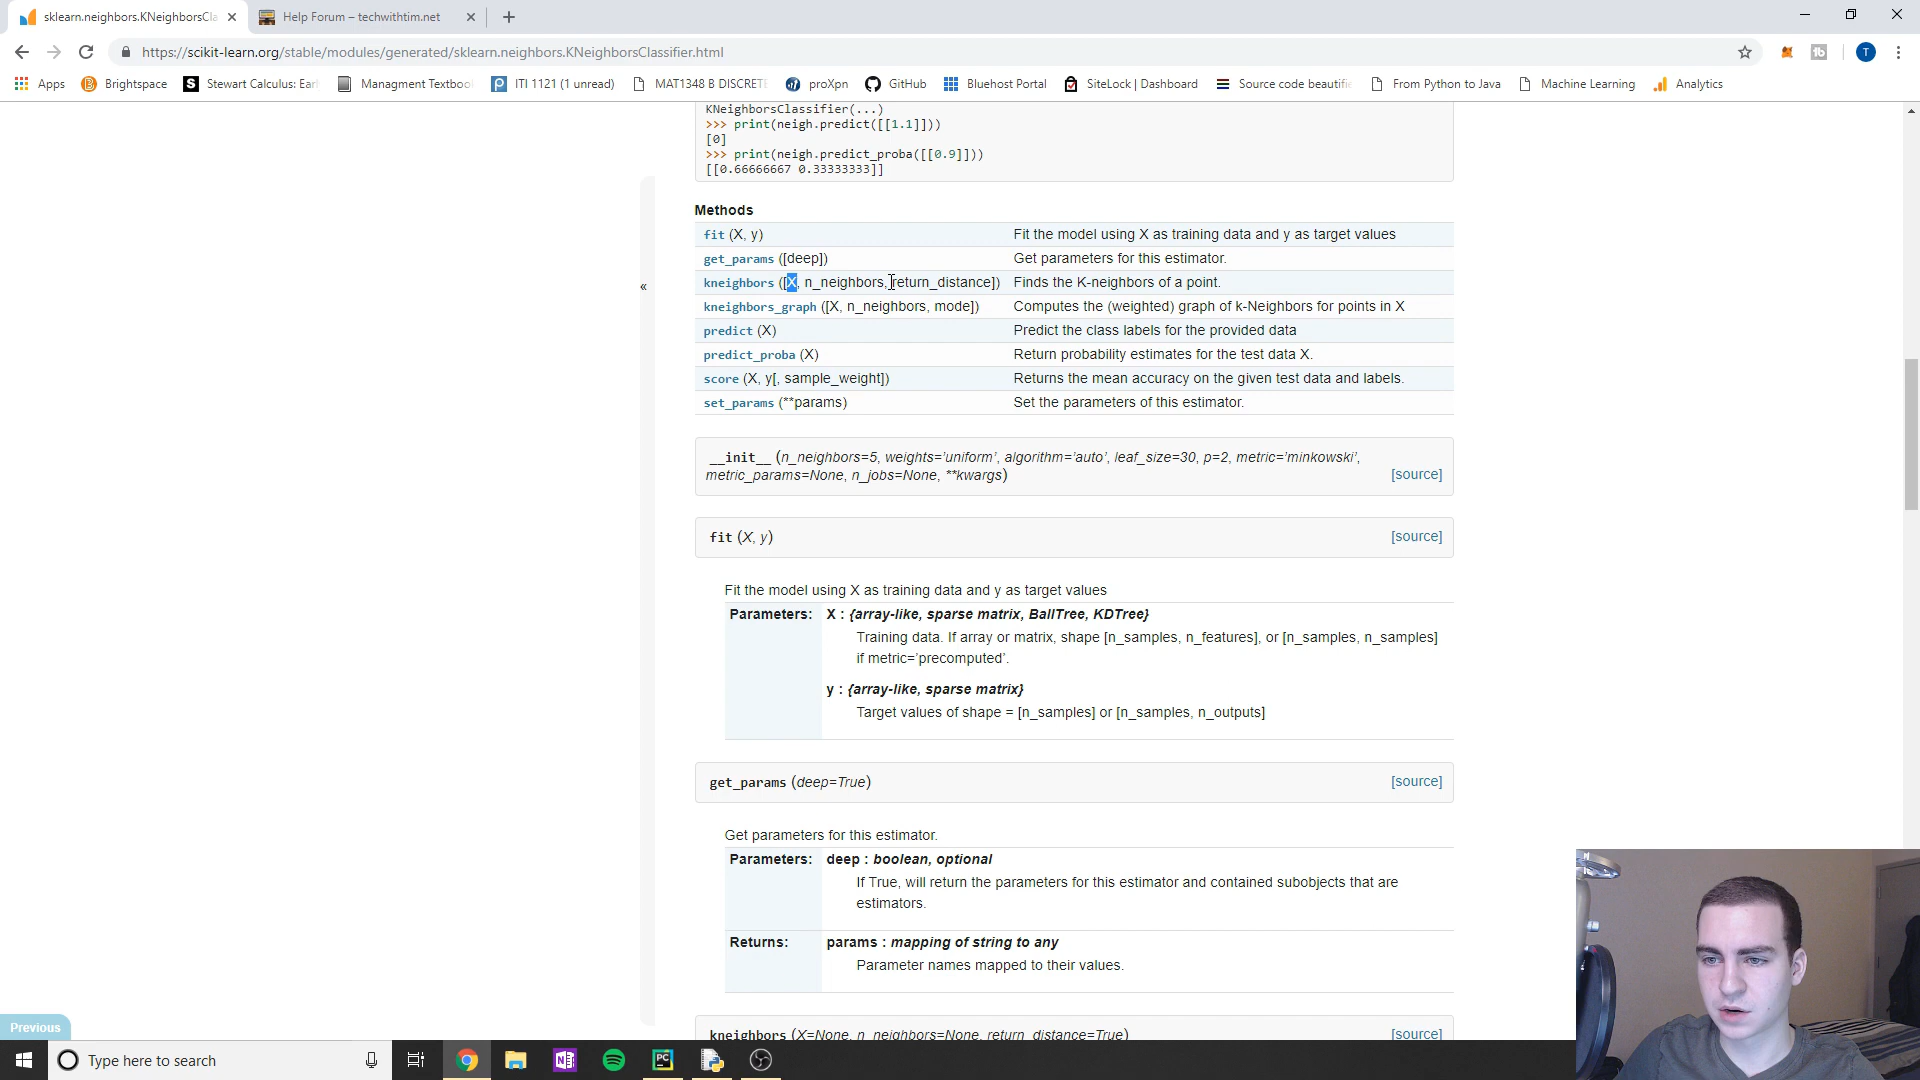 sklearn.neighbors.KNeighborsCla
Help Forum – techwithtim.net
https://scikit-learn.org/stable/modules/generated/sklearn.neighbors.KNeighborsClassifier.html
T
Apps
Brightspace
Stewart Calculus: Earl
Managment Textbool
ITI 1121 (1 unread)
MAT1348 B DISCRETE
proXpn
GitHub
Bluehost Portal
SiteLock | Dashboard
Source code beautifi
From Python to Java
Machine Learning
Analytics
KNeighborsClassifier(...)
>>> print(neigh.predict([[1.1]]))
[0]
>>> print(neigh.predict_proba([[0.9]]))
[[0.66666667 0.33333333]]
Methods
fit (X, y) Fit the model using X as training data and y as target values
get_params ([deep]) Get parameters for this estimator.
kneighbors ([X, n_neighbors, return_distance]) Finds the K-neighbors of a point.
kneighbors_graph ([X, n_neighbors, mode]) Computes the (weighted) graph of k-Neighbors for points in X
predict (X) Predict the class labels for the provided data
predict_proba (X) Return probability estimates for the test data X.
score (X, y[, sample_weight]) Returns the mean accuracy on the given test data and labels.
set_params (**params) Set the parameters of this estimator.
«
__init__ (n_neighbors=5, weights='uniform', algorithm='auto', leaf_size=30, p=2, metric='minkowski',
metric_params=None, n_jobs=None, **kwargs) [source]
fit (X, y) [source]
Fit the model using X as training data and y as target values
Parameters: X : {array-like, sparse matrix, BallTree, KDTree}
Training data. If array or matrix, shape [n_samples, n_features], or [n_samples, n_samples]
if metric='precomputed'.
y : {array-like, sparse matrix}
Target values of shape = [n_samples] or [n_samples, n_outputs]
get_params (deep=True) [source]
Get parameters for this estimator.
Parameters: deep : boolean, optional
If True, will return the parameters for this estimator and contained subobjects that are
estimators.
Returns: params : mapping of string to any
Parameter names mapped to their values.
kneighbors (X=None, n_neighbors=None, return_distance=True) [source]
Previous
Type here to search